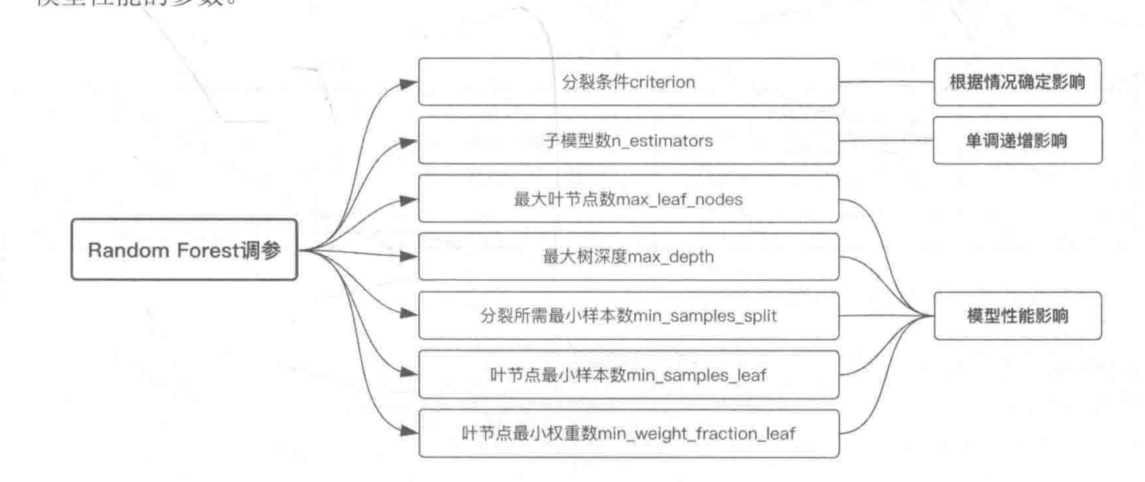 模型性能的参数。
分裂条件criterion
根据情况确定影响
子模型数n_estimators
单调递增影响
最大叶节点数max_leaf_nodes
Random Forest调参
最大树深度max_depth
分裂所需最小样本数min_samples_split
模型性能影响
叶节点最小样本数min_samples_leaf
叶节点最小权重数min_weight_fraction_leaf